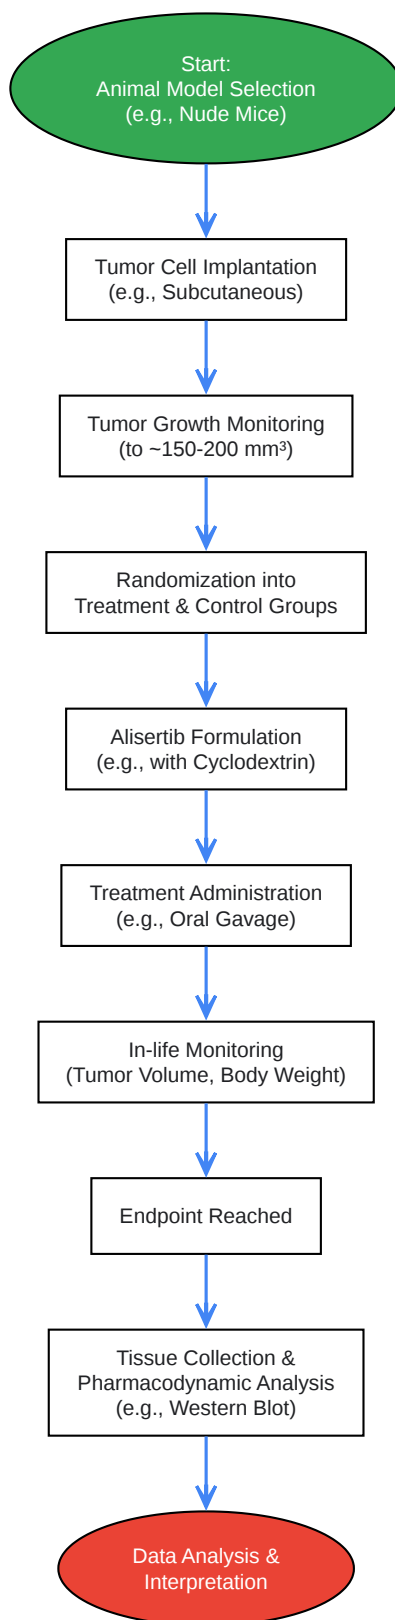 Start:
Animal Model Selection
(e.g., Nude Mice)
Tumor Cell Implantation
(e.g., Subcutaneous)
Tumor Growth Monitoring
(to ~150-200 mm³)
Randomization into
Treatment & Control Groups
Alisertib Formulation
(e.g., with Cyclodextrin)
Treatment Administration
(e.g., Oral Gavage)
In-life Monitoring
(Tumor Volume, Body Weight)
Endpoint Reached
Tissue Collection &
Pharmacodynamic Analysis
(e.g., Western Blot)
Data Analysis &
Interpretation